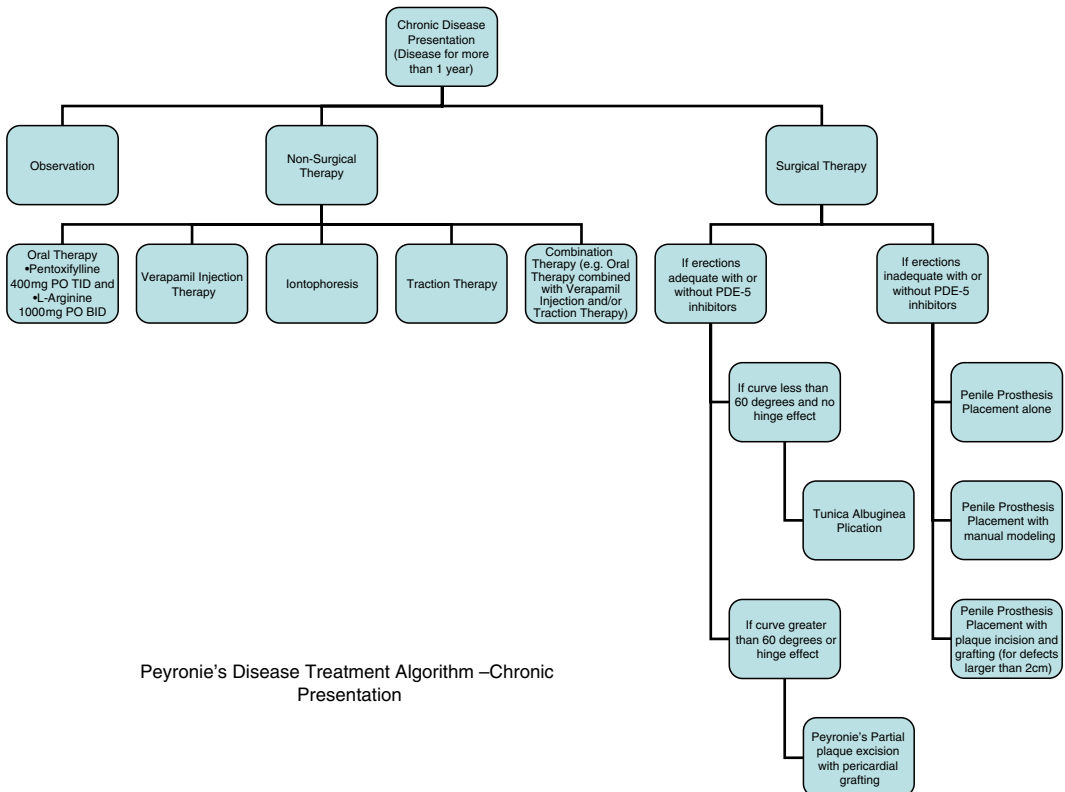 Chronic Disease
Presentation
(Disease for more
than 1 year)
Observation
Non-Surgical
Therapy
Surgical Therapy
Oral Therapy
•Pentoxifylline
400mg PO TID and
•L-Arginine
1000mg PO BID
Verapamil Injection
Therapy
Iontophoresis
Traction Therapy
Combination
Therapy (e.g. Oral
Therapy combined
with Verapamil
Injection and/or
Traction Therapy)
If erections
adequate with or
without PDE-5
inhibitors
If erections
inadequate with or
without PDE-5
inhibitors
If curve less than
60 degrees and no
hinge effect
Penile Prosthesis
Placement alone
Tunica Albuginea
Plication
Penile Prosthesis
Placement with
manual modeling
If curve greater
than 60 degrees or
hinge effect
Penile Prosthesis
Placement with
plaque incision and
grafting (for defects
larger than 2cm)
Peyronie's Disease Treatment Algorithm –Chronic
Presentation
Peyronie's Partial
plaque excision
with pericardial
grafting